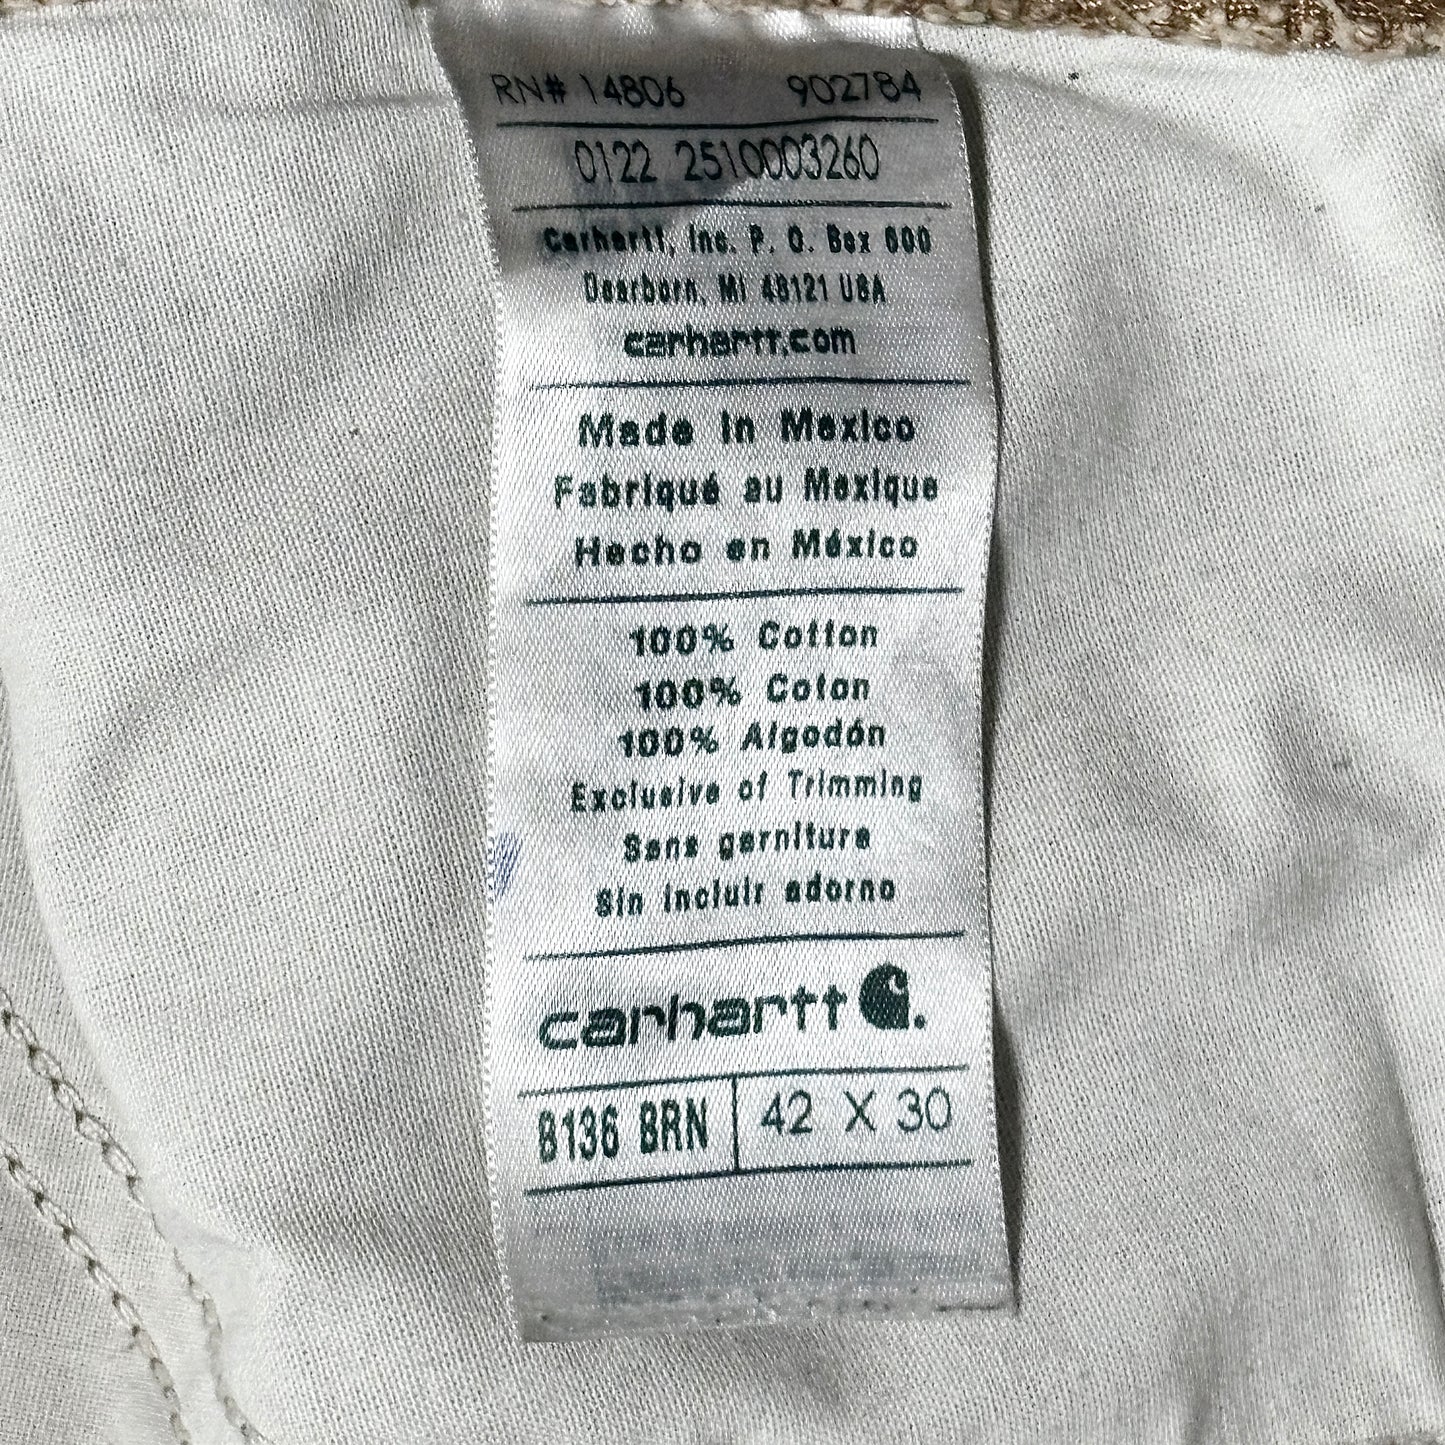 RN# 14806 902784
0122 2510003260
Carhartt, Inc. P. O. Box 600
Dearborn, MI 48121 USA
carhartt.com
Made in Mexico
Fabriqué au Mexique
Hecho en México
100% Cotton
100% Coton
100% Algodón
Exclusive of Trimming
Sans garniture
Sin incluir adorno
carhartt
B136 BRN 42 X 30